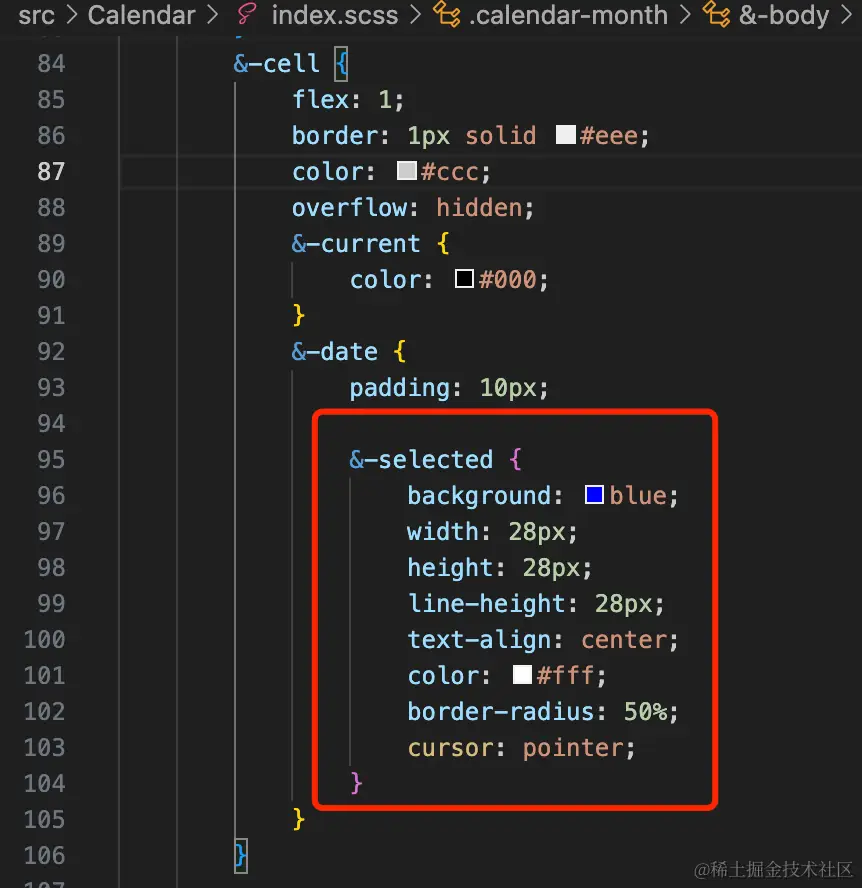 src > Calendar > index.scss > .calendar-month > &-body >
84 &-cell {
85 flex: 1;
86 border: 1px solid #eee;
87 color: #ccc;
88 overflow: hidden;
89 &-current {
90 color: #000;
91 }
92 &-date {
93 padding: 10px;
94
95 &-selected {
96 background: blue;
97 width: 28px;
98 height: 28px;
99 line-height: 28px;
100 text-align: center;
101 color: #fff;
102 border-radius: 50%;
103 cursor: pointer;
104 }
105 }
106 }
@稀土掘金技术社区